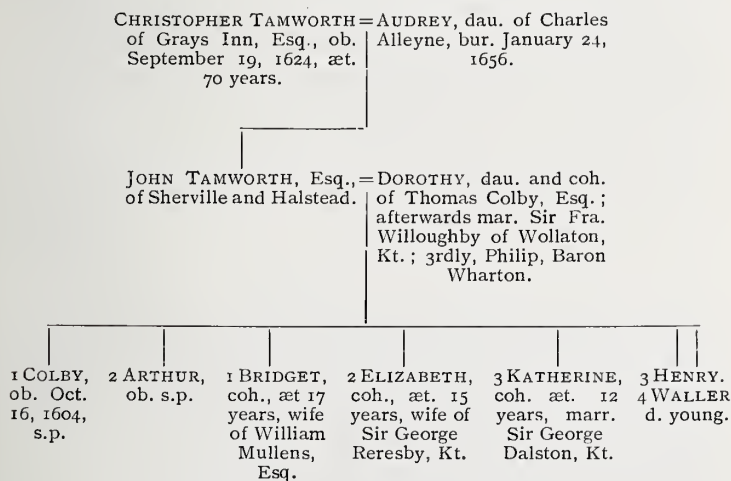 CHRISTOPHER TAMWORTH = AUDREY, dau. of Charles
of Grays Inn, Esq., ob. Alleyne, bur. January 24,
September 19, 1624, æt. 1656.
70 years.
JOHN TAMWORTH, Esq., = DOROTHY, dau. and coh.
of Sherville and Halstead. of Thomas Colby, Esq. ;
afterwards mar. Sir Fra.
Willoughby of Wollaton,
Kt. ; 3rdly, Philip, Baron
Wharton.
1 COLBY,
ob. Oct.
16, 1604,
s.p.
2 ARTHUR,
ob. s.p.
1 BRIDGET,
coh., æt 17
years, wife
of William
Mullens,
Esq.
2 ELIZABETH,
coh., æt. 15
years, wife of
Sir George
Reresby, Kt.
3 KATHERINE,
coh. æt. 12
years, marr.
Sir George
Dalston, Kt.
3 HENRY.
4 WALLER
d. young.